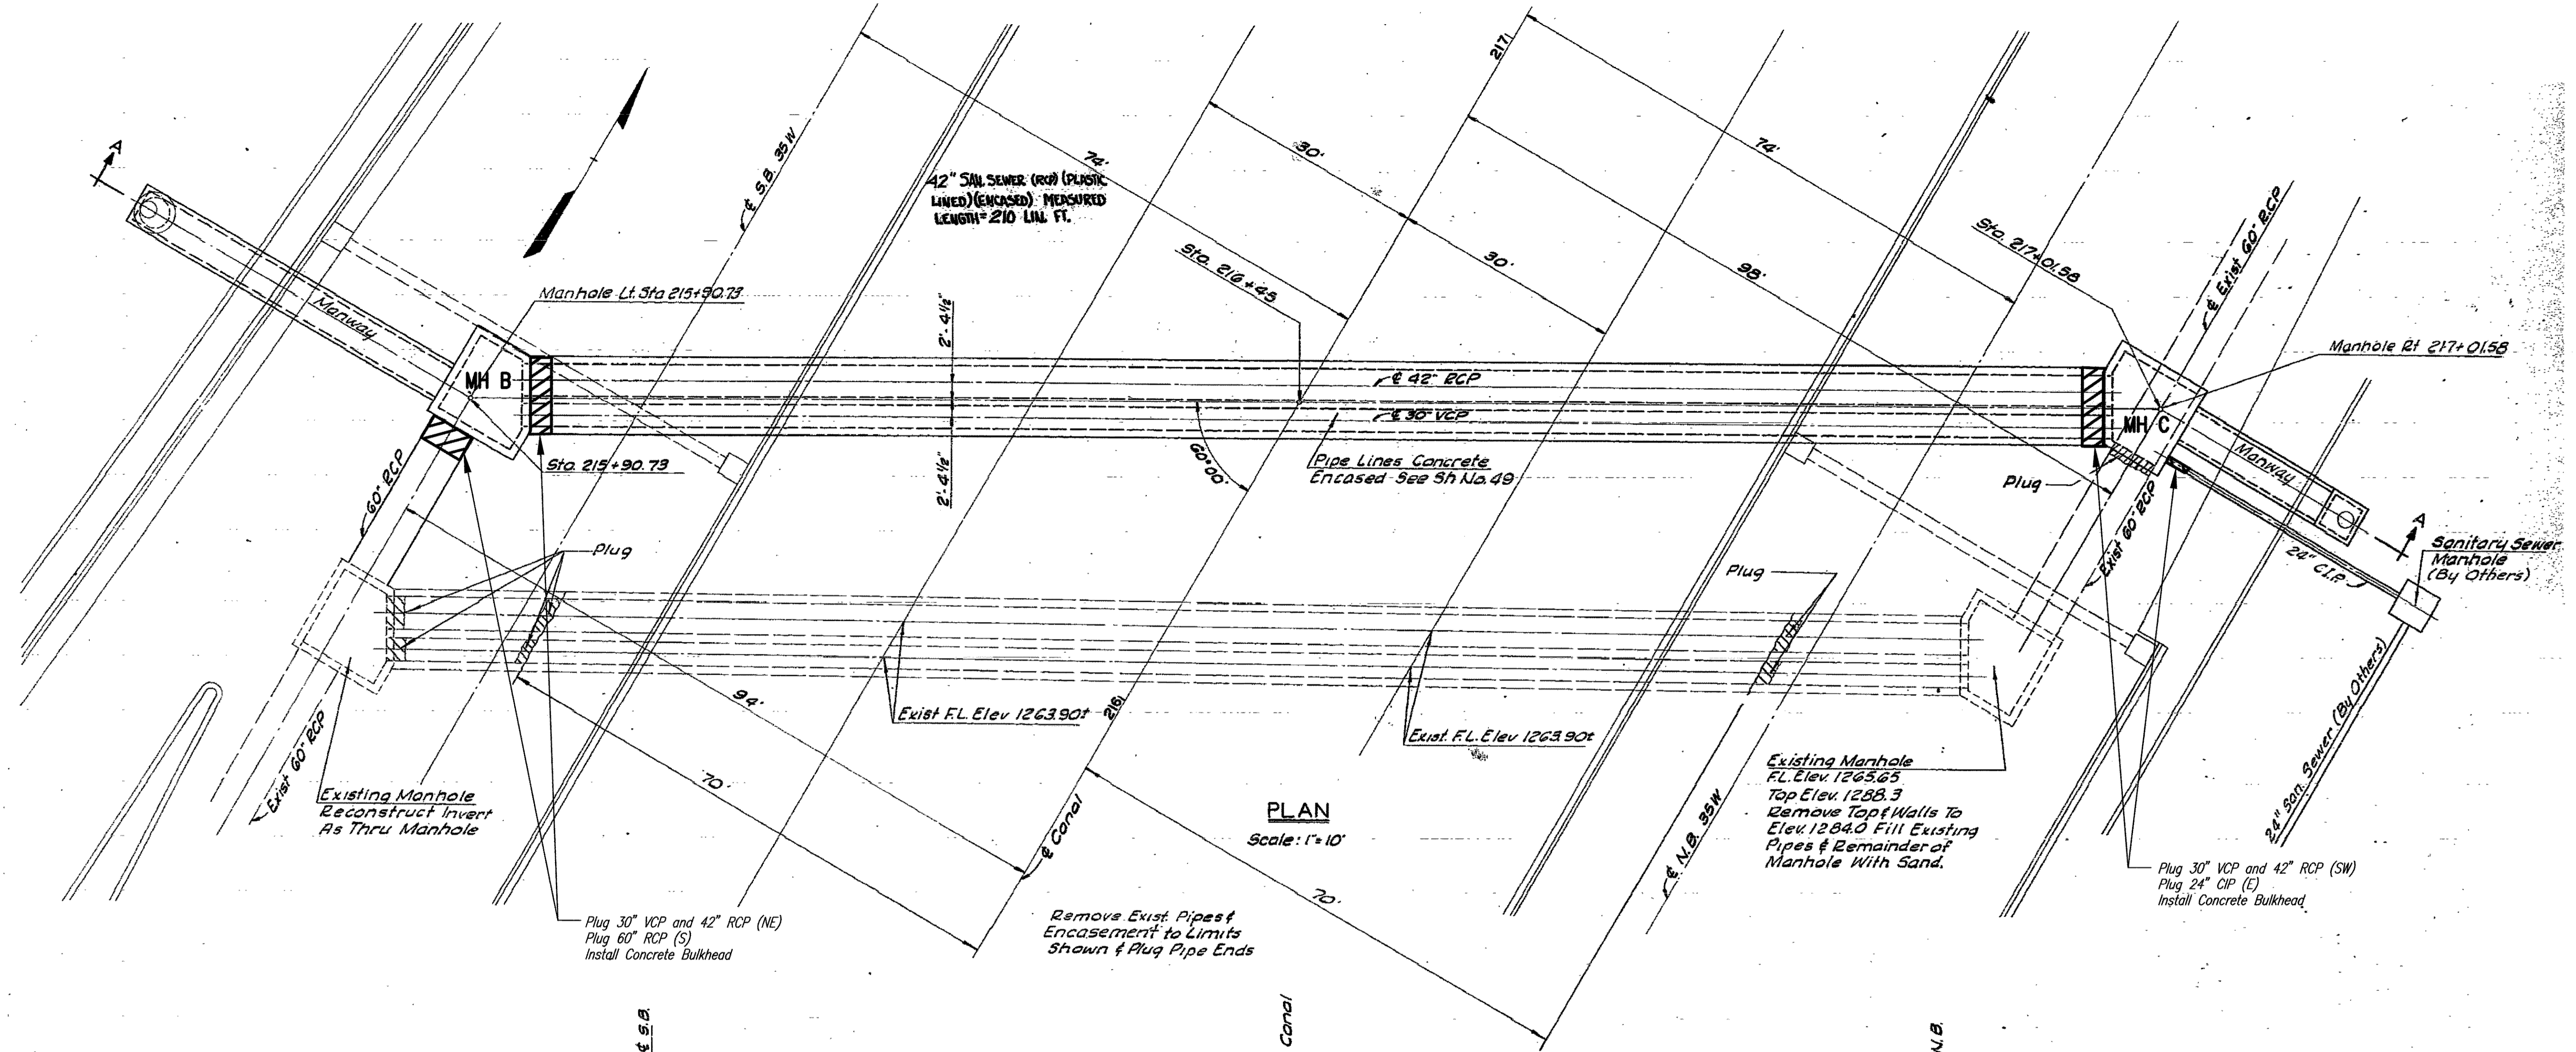 A
Manway
MH B
Manhole Lt. Sta 215+90.73
Sta. 215+90.73
60" RCP
℄ S.B. 35W
42" SAN. SEWER (RCP) (PLASTIC
LINED) (ENCASED) MEASURED
LENGTH=210 LIN. FT.
2'-4½"
2'-4½"
74'
30'
30'
Sta. 216+45
217
74'
98'
Sta. 217+01.58
℄ Exist 60" RCP
Manhole Rt 217+01.58
℄ 42" RCP
℄ 30" VCP
60°00'
Pipe Lines Concrete
Encased See Sh No. 49
MH C
Manway
Plug
Exist 60" RCP
24" C.I.P.
A
Sanitary Sewer
Manhole
(By Others)
24" San. Sewer (By Others)
Plug
Plug
94'
70'
Exist F.L. Elev 1263.90±
216
Exist. F.L. Elev 1263.90±
Exist 60" RCP
Existing Manhole
Reconstruct Invert
As Thru Manhole
℄ Canal
PLAN
Scale: 1"=10'
70'
℄ N.B. 35W
Existing Manhole
F.L. Elev. 1265.65
Top Elev. 1288.3
Remove Top & Walls To
Elev. 1284.0 Fill Existing
Pipes & Remainder of
Manhole With Sand.
Plug 30" VCP and 42" RCP (SW)
Plug 24" CIP (E)
Install Concrete Bulkhead
Plug 30" VCP and 42" RCP (NE)
Plug 60" RCP (S)
Install Concrete Bulkhead
Remove Exist. Pipes &
Encasement to Limits
Shown & Plug Pipe Ends
℄ S.B.
Canal
N.B.